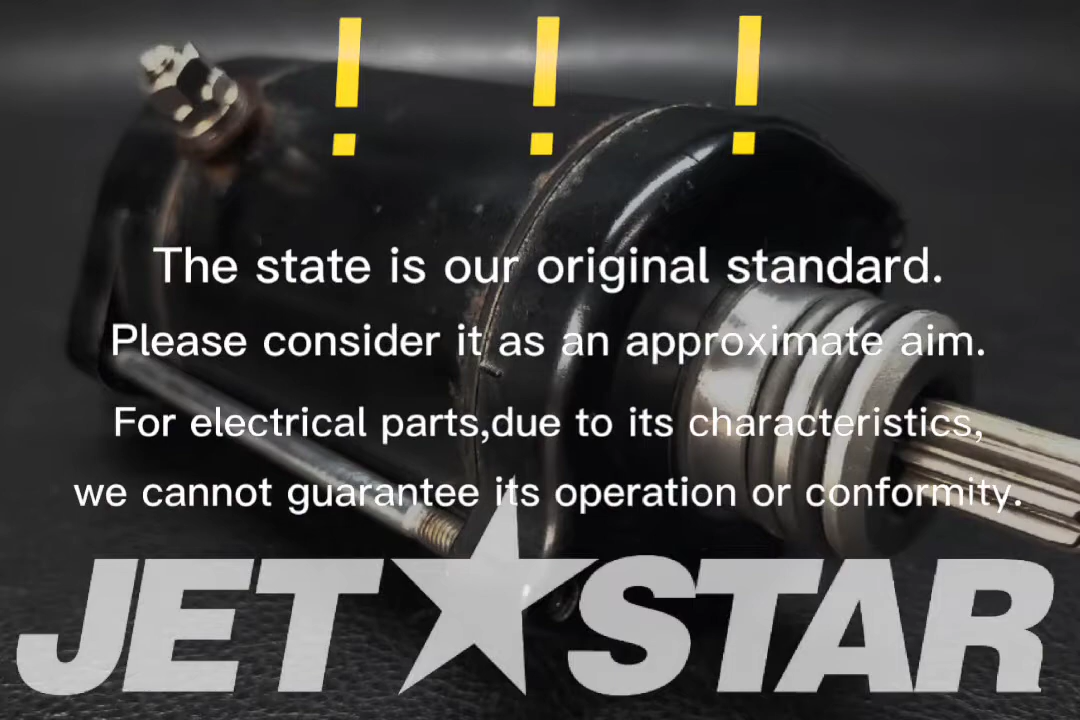 ! ! !
The state is our original standard.
Please consider it as an approximate aim.
For electrical parts,due to its characteristics,
we cannot guarantee its operation or conformity.
JET★STAR